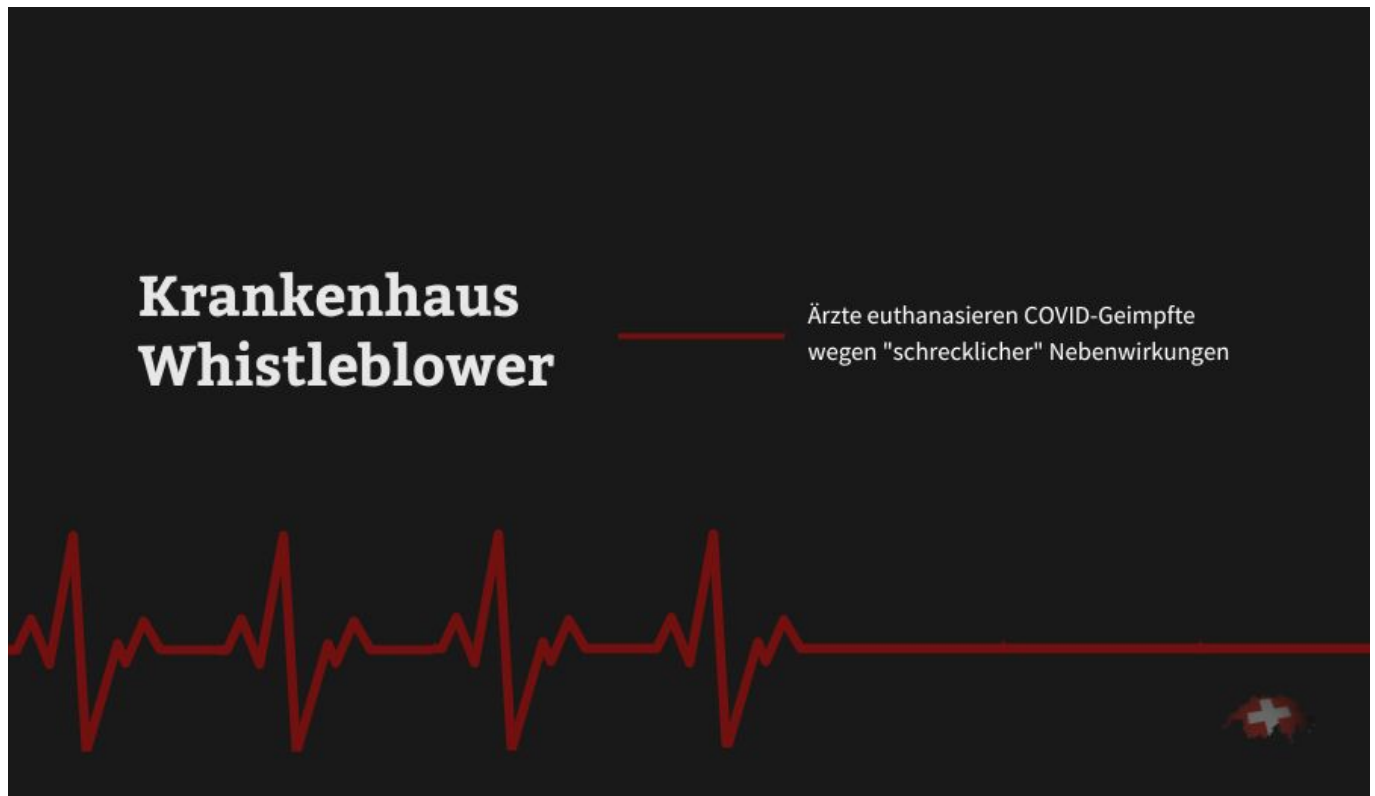 Krankenhaus
Whistleblower
Ärzte euthanasieren COVID-Geimpfte
wegen "schrecklicher" Nebenwirkungen